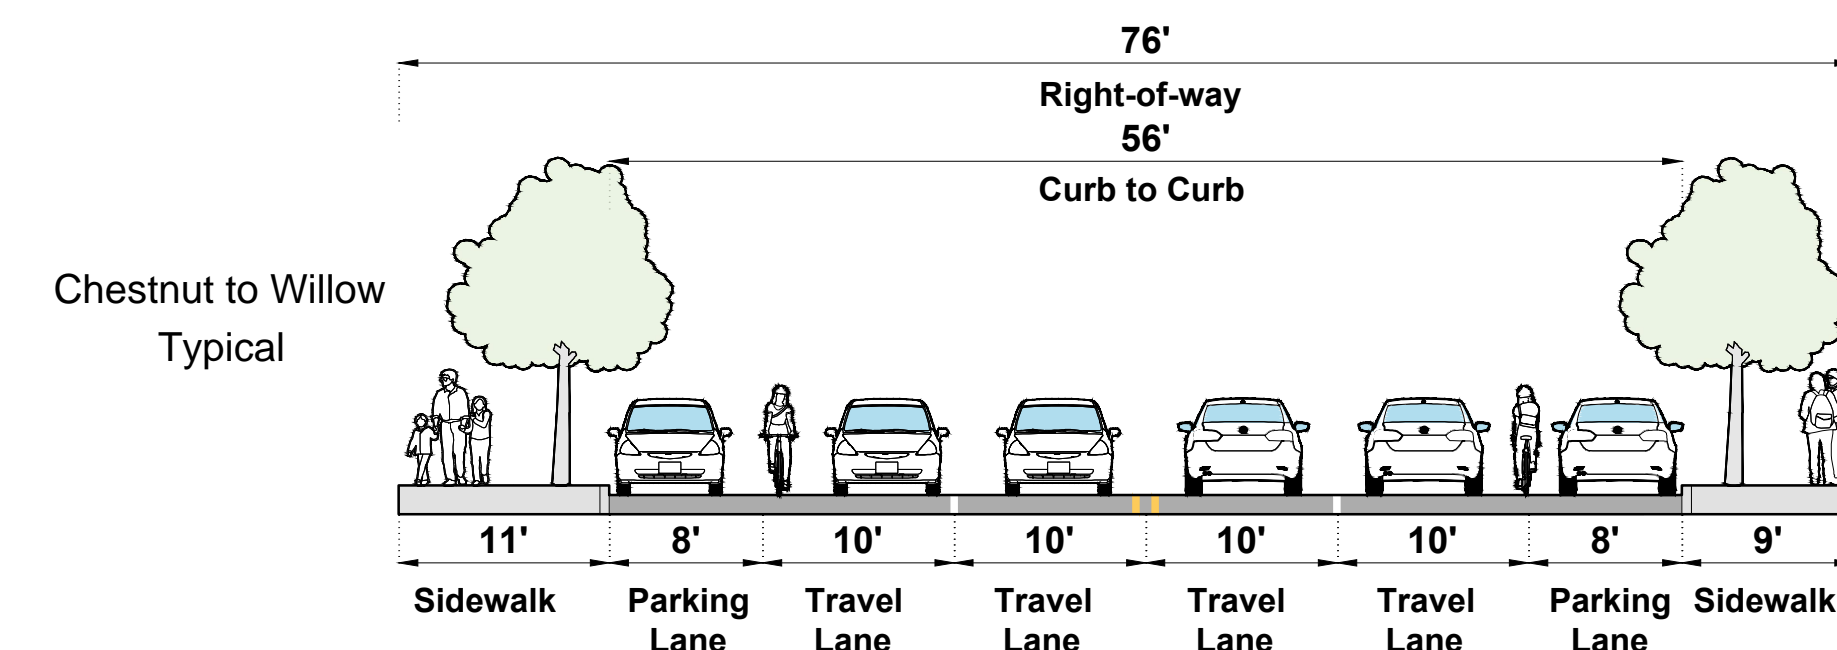 76'
Right-of-way
56'
Curb to Curb
Chestnut to Willow
Typical
11' 8' 10' 10' 10' 10' 8' 9'
Sidewalk Parking Travel Travel Travel Travel Parking Sidewalk
Lane Lane Lane Lane Lane Lane